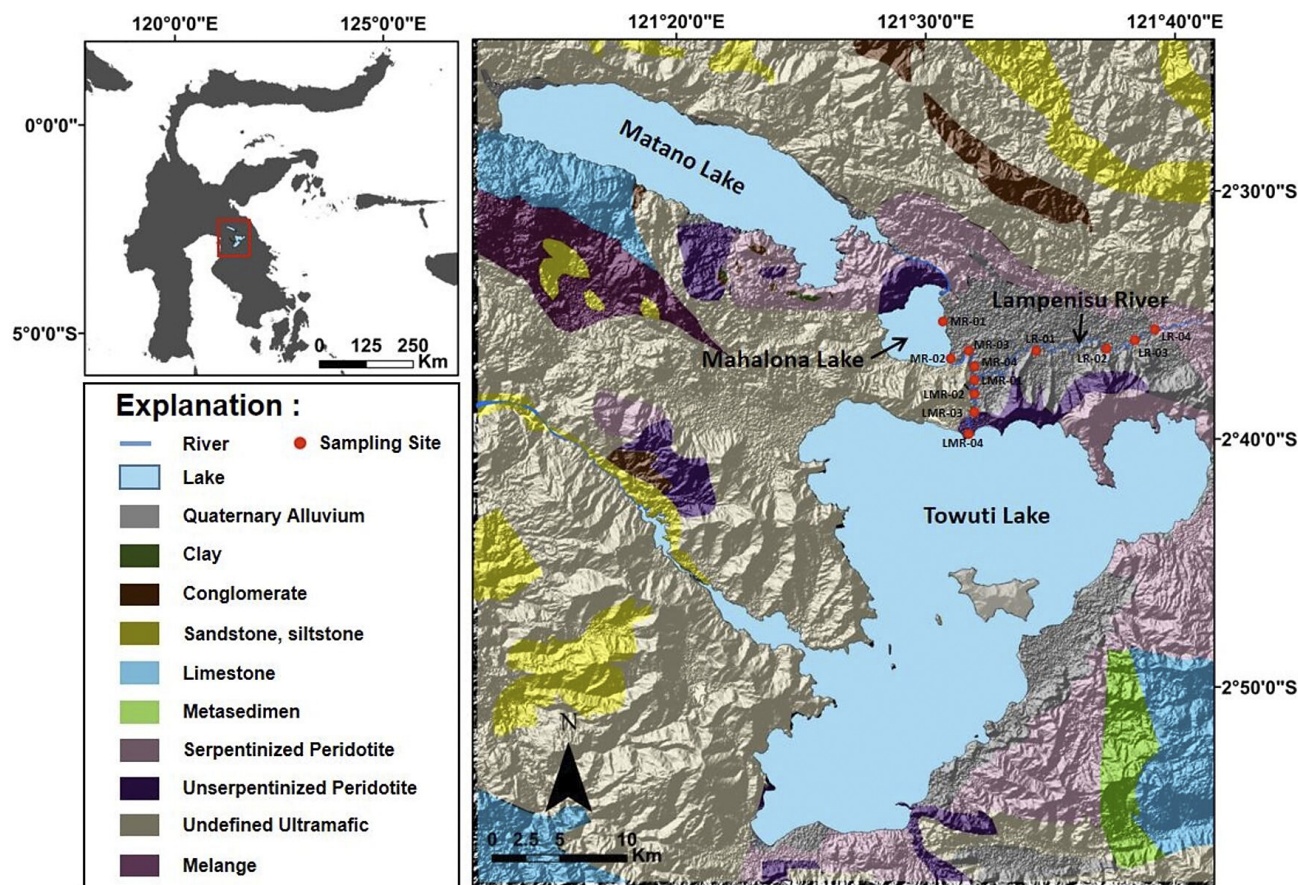 120°0'0"E
125°0'0"E
0°0'0"
5°0'0"S
0 125 250
Km
Explanation :
River
Sampling Site
Lake
Quaternary Alluvium
Clay
Conglomerate
Sandstone, siltstone
Limestone
Metasedimen
Serpentinized Peridotite
Unserpentinized Peridotite
Undefined Ultramafic
Melange
121°20'0"E
121°30'0"E
121°40'0"E
2°30'0"S
2°40'0"S
2°50'0"S
Matano Lake
Lampenisu River
MR-01
LR-04
LR-01
MR-03
LR-03
LR-02
Mahalona Lake
MR-02
MR-04
LMR-01
LMR-02
LMR-03
LMR-04
Towuti Lake
N
0 2.5 5 10
Km